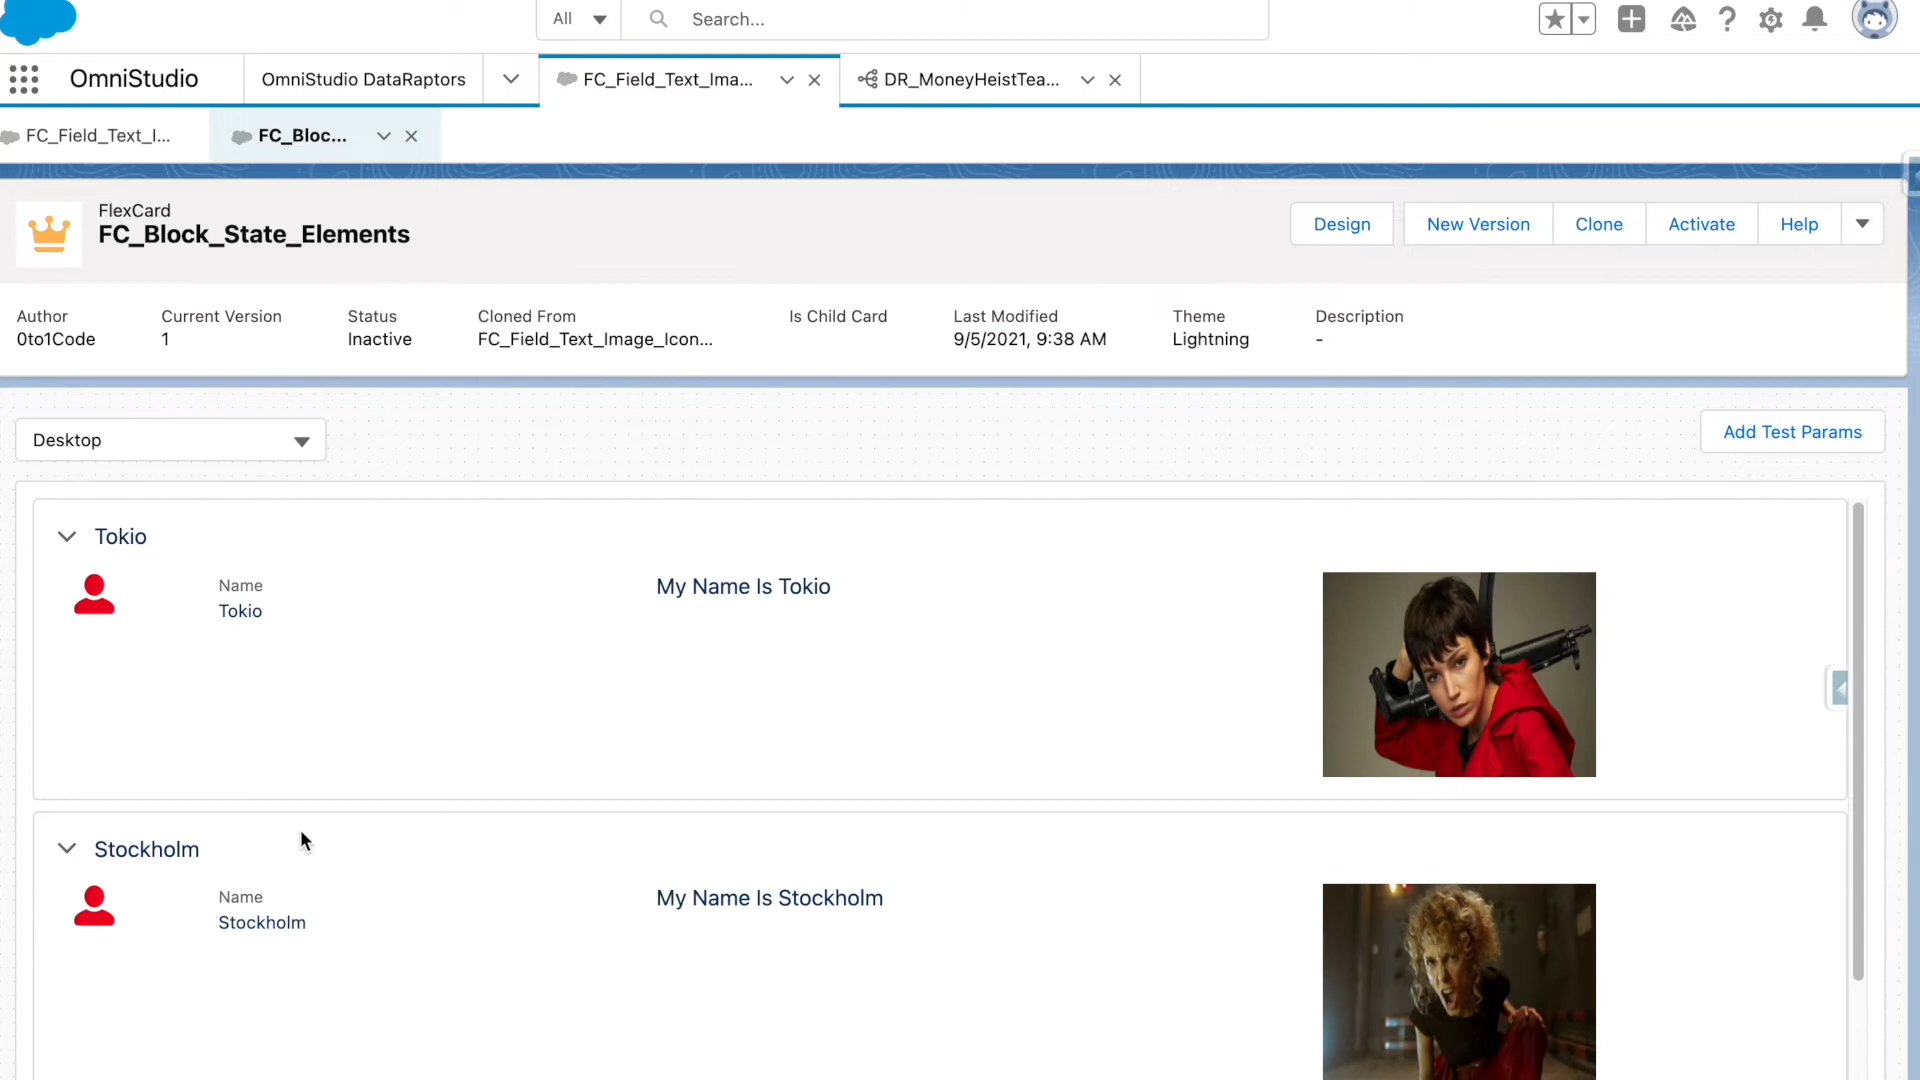 All
Search...
OmniStudio
OmniStudio DataRaptors
FC_Field_Text_Ima...
DR_MoneyHeistTea...
FC_Field_Text_I...
FC_Bloc...
FlexCard
FC_Block_State_Elements
Design
New Version
Clone
Activate
Help
Author
0to1Code
Current Version
1
Status
Inactive
Cloned From
FC_Field_Text_Image_Icon...
Is Child Card
Last Modified
9/5/2021, 9:38 AM
Theme
Lightning
Description
-
Desktop
Add Test Params
Tokio
Name
Tokio
My Name Is Tokio
Stockholm
Name
Stockholm
My Name Is Stockholm